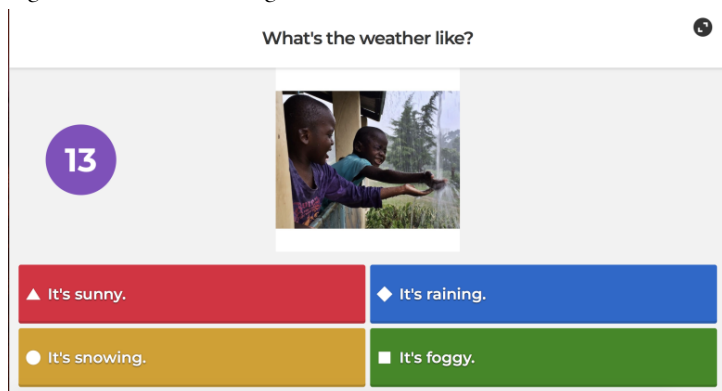 What's the weather like?
13
It's sunny.
It's raining.
It's snowing.
It's foggy.